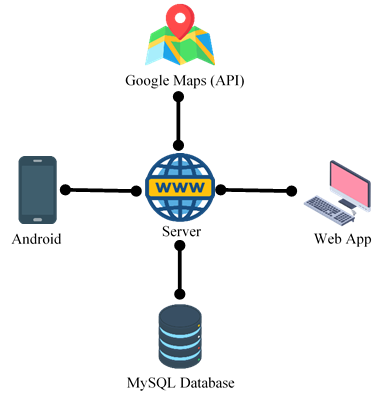 Google Maps (API)
WWW
Android
Server
Web App
MySQL Database